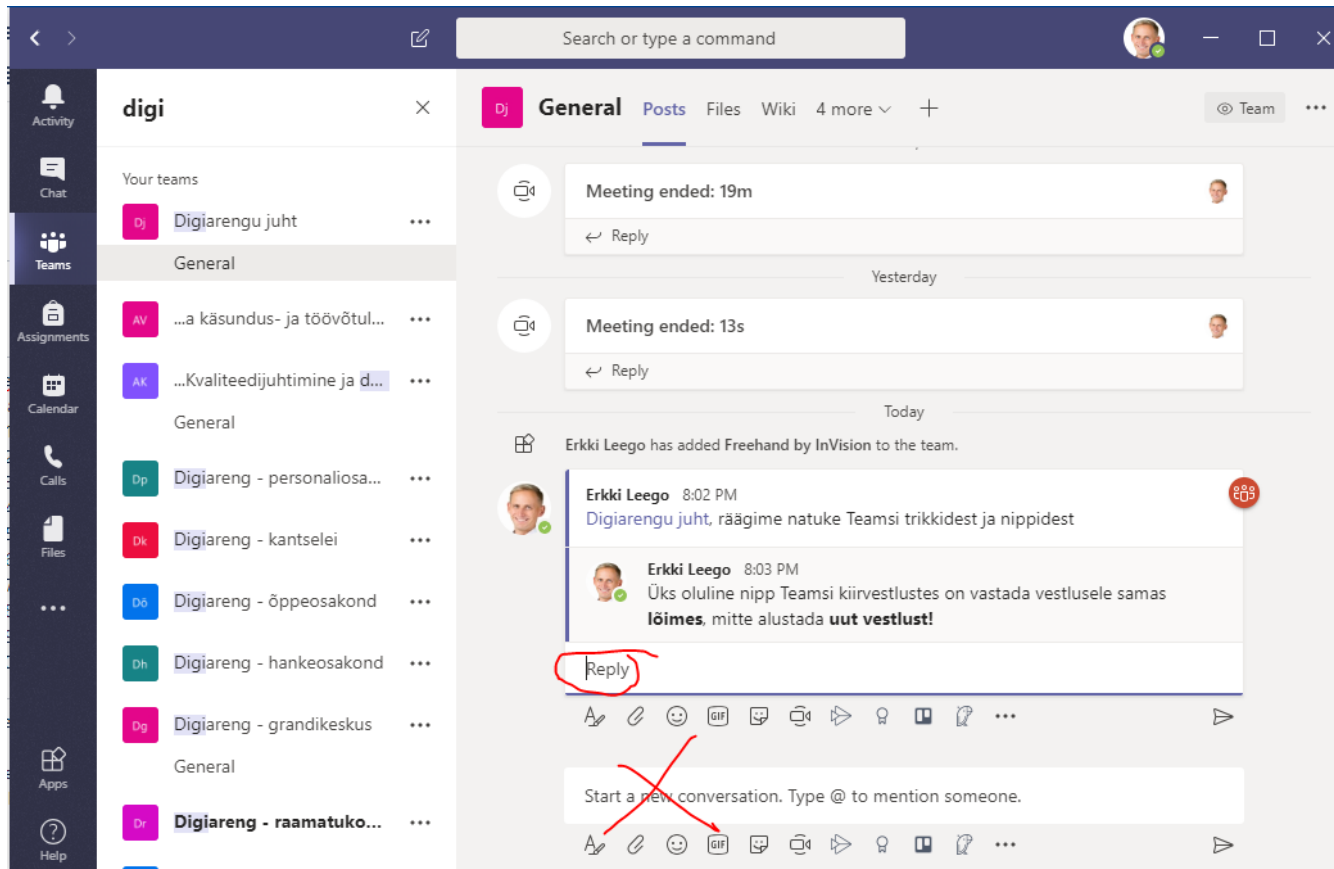 Search or type a command
Activity
Chat
Teams
Assignments
Calendar
Calls
Files
Apps
Help
digi
Your teams
Dj Digiarengu juht
General
AV ...a käsundus- ja töövõtul...
AK ...Kvaliteedijuhtimine ja d...
General
Dp Digiareng - personaliosa...
Dk Digiareng - kantselei
Dõ Digiareng - õppeosakond
Dh Digiareng - hankeosakond
Dg Digiareng - grandikeskus
General
Dr Digiareng - raamatuko...
Dj General Posts Files Wiki 4 more Team
Meeting ended: 19m
Reply
Yesterday
Meeting ended: 13s
Reply
Today
Erkki Leego has added Freehand by InVision to the team.
Erkki Leego 8:02 PM
Digiarengu juht, räägime natuke Teamsi trikkidest ja nippidest
Erkki Leego 8:03 PM
Üks oluline nipp Teamsi kiirvestlustes on vastada vestlusele samas
lõimes, mitte alustada uut vestlust!
Reply
GIF
Start a new conversation. Type @ to mention someone.
GIF